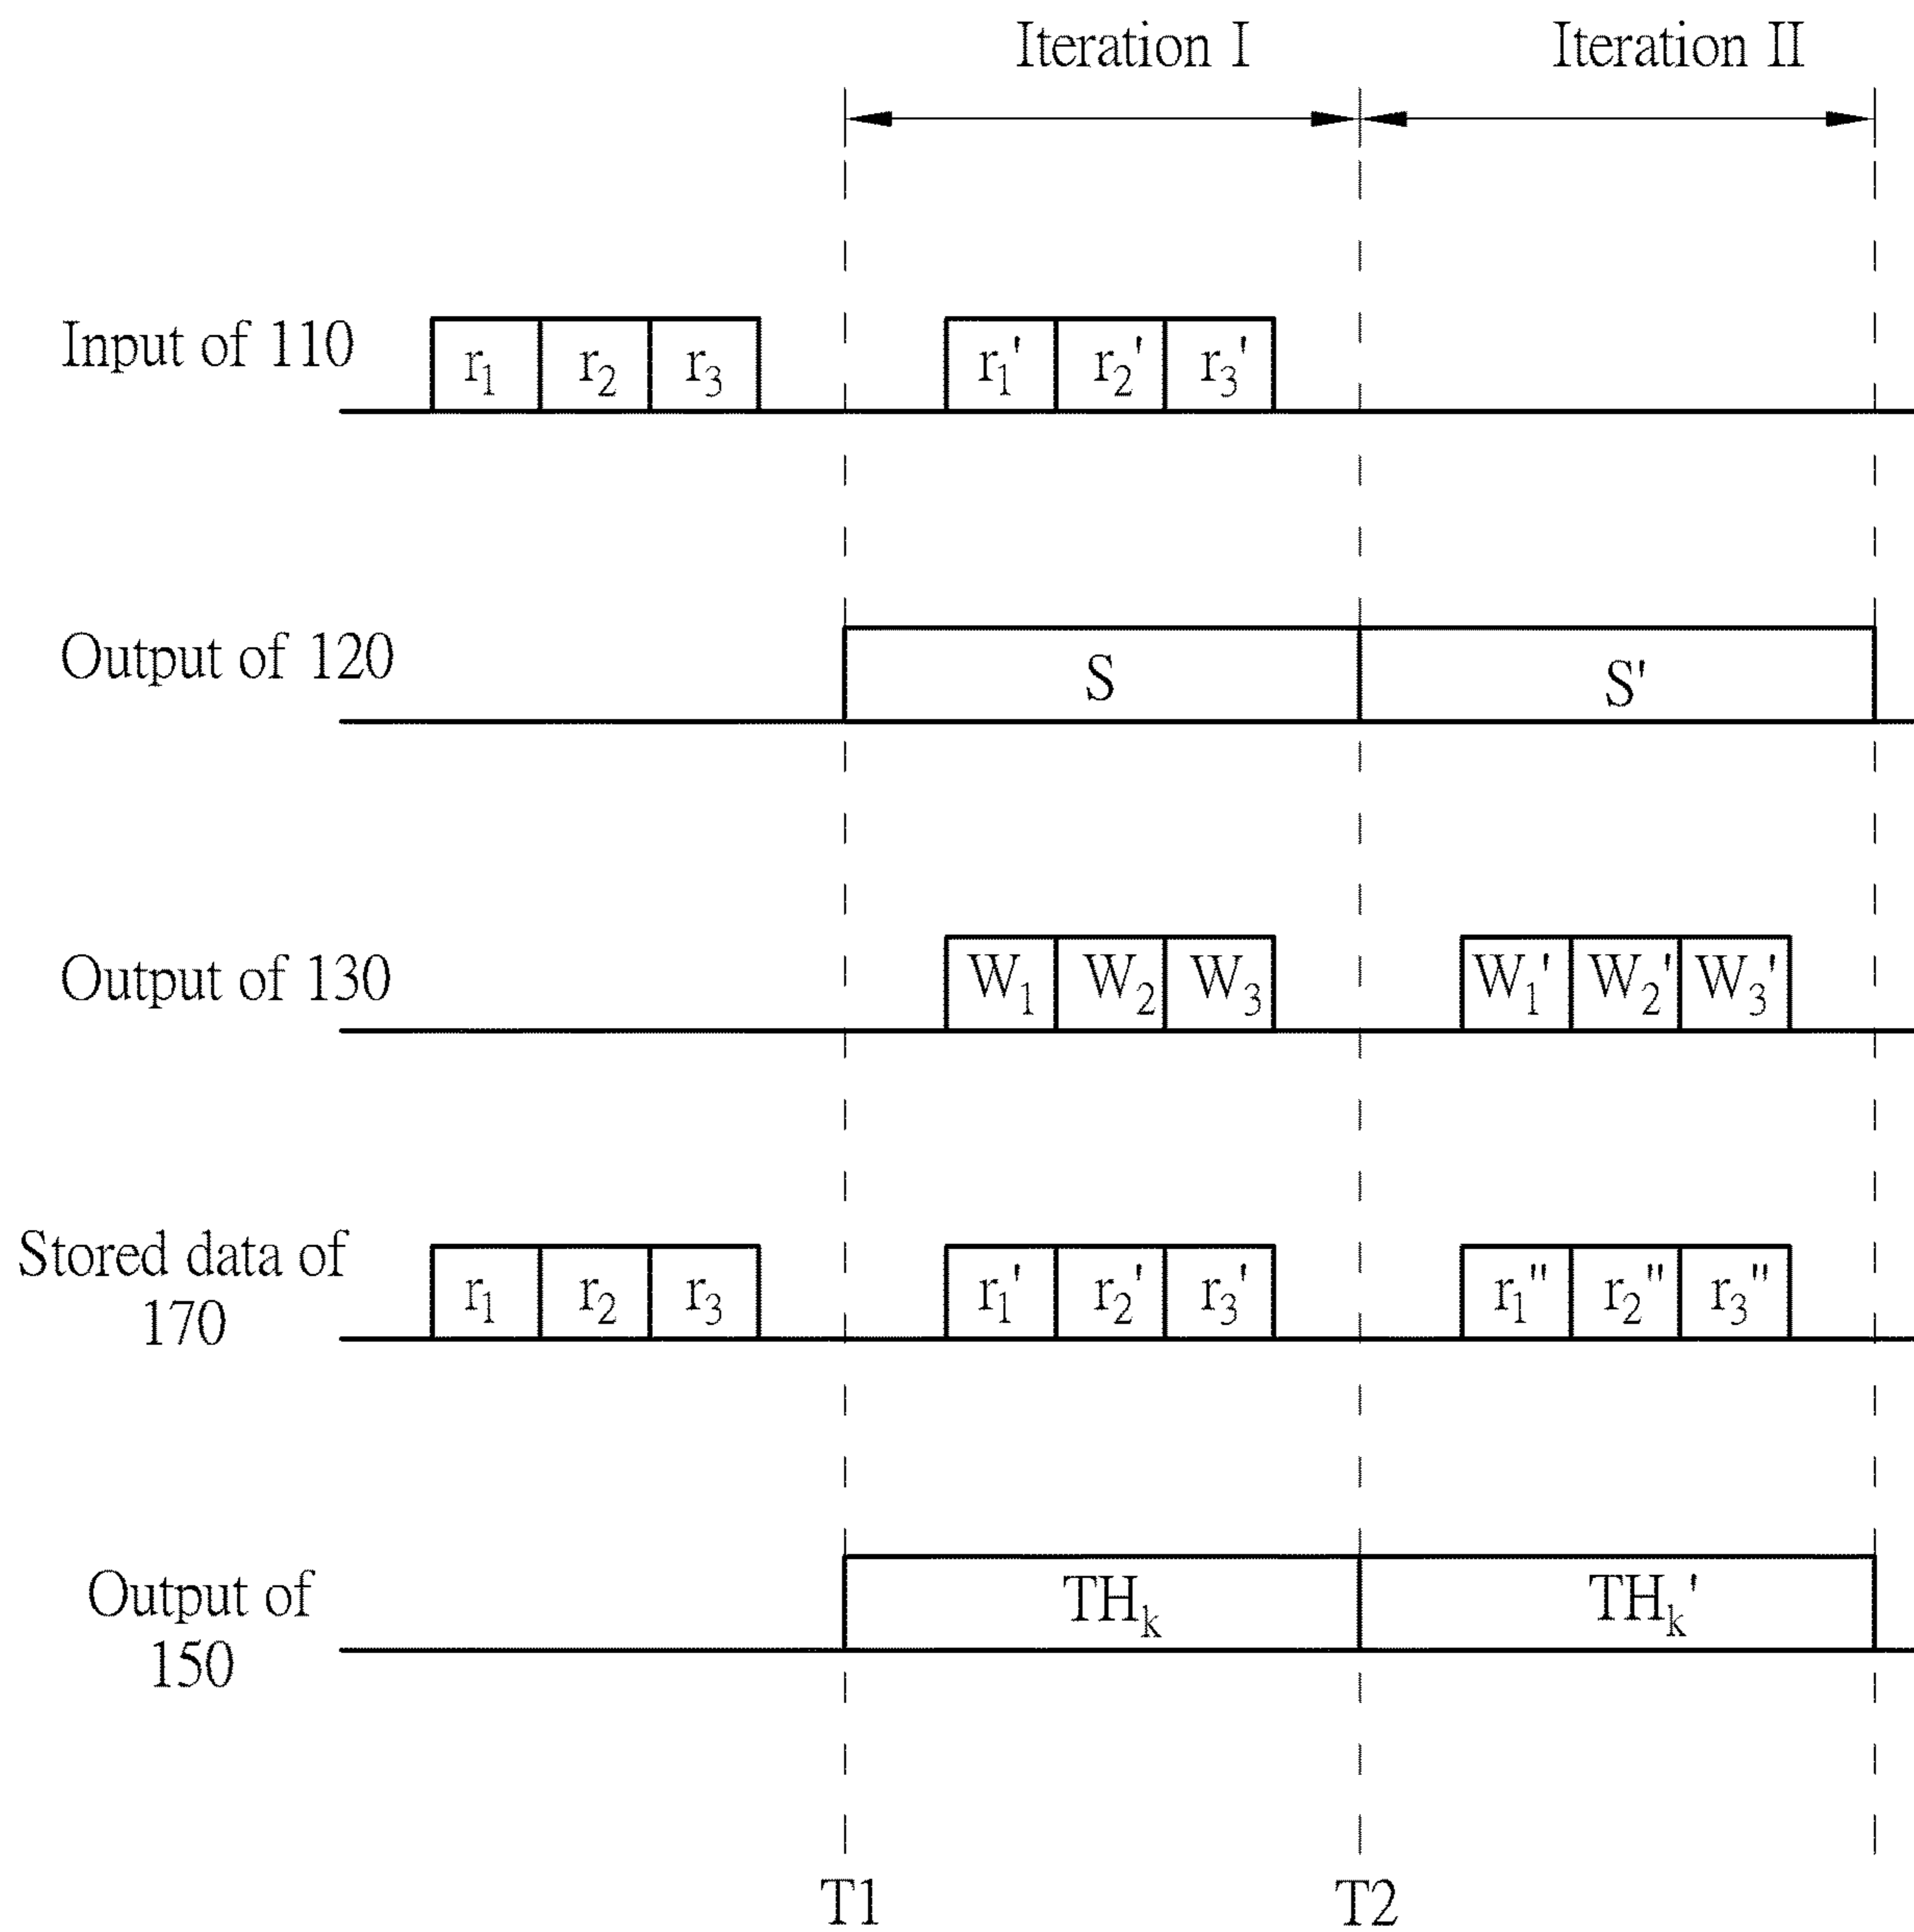 Iteration I Iteration II
Input of 110 r₁ r₂ r₃ r₁' r₂' r₃'
Output of 120 S S'
Output of 130 W₁ W₂ W₃ W₁' W₂' W₃'
Stored data of
170 r₁ r₂ r₃ r₁' r₂' r₃' r₁" r₂" r₃"
Output of
150 THₖ THₖ'
T1 T2